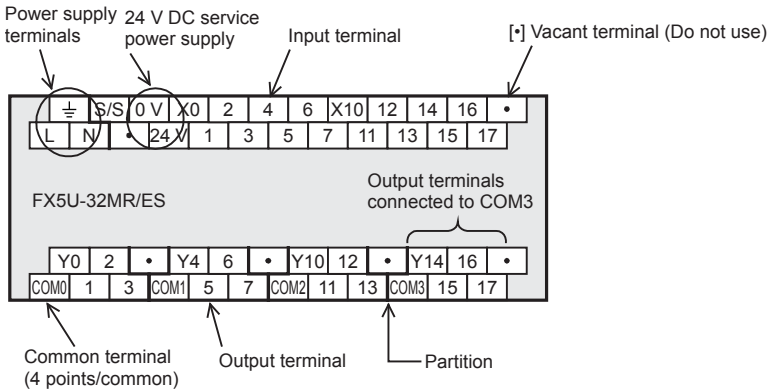 Power supply
terminals
24 V DC service
power supply
Input terminal
[•] Vacant terminal (Do not use)
⏚ S/S 0 V X0 2 4 6 X10 12 14 16 •
L N • 24 V 1 3 5 7 11 13 15 17
FX5U-32MR/ES
Output terminals
connected to COM3
Y0 2 • Y4 6 • Y10 12 • Y14 16 •
COM0 1 3 COM1 5 7 COM2 11 13 COM3 15 17
Common terminal
(4 points/common)
Output terminal
Partition